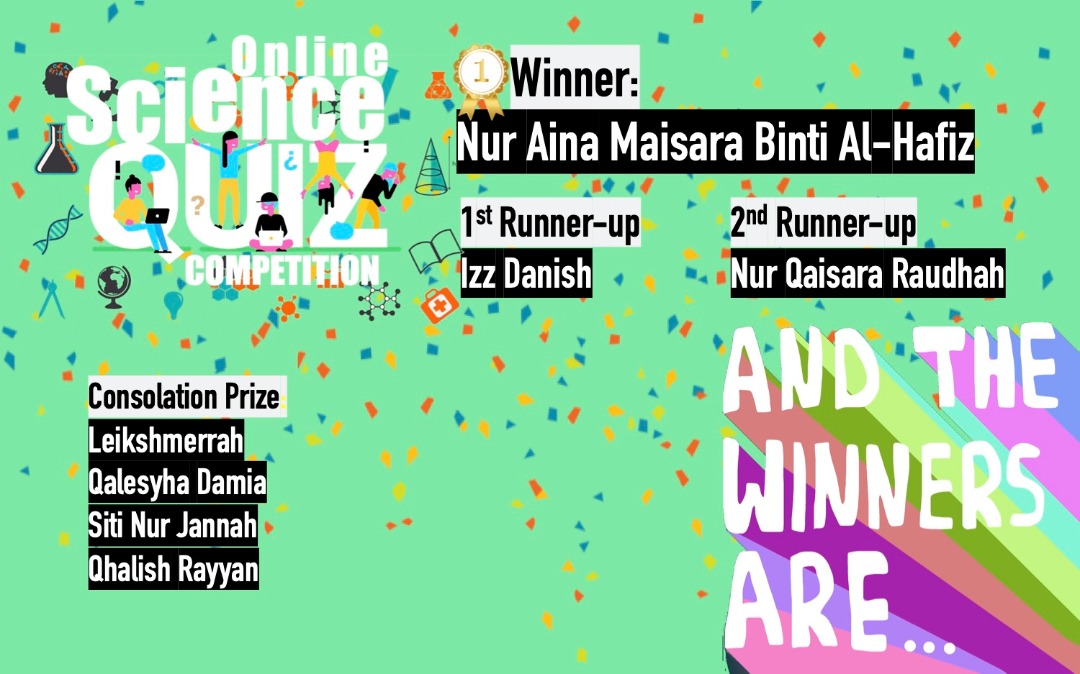 Online
Science
QUIZ
COMPETITION
1
Winner:
Nur Aina Maisara Binti Al-Hafiz
1st Runner-up
Izz Danish
2nd Runner-up
Nur Qaisara Raudhah
Consolation Prize:
Leikshmerrah
Qalesyha Damia
Siti Nur Jannah
Qhalish Rayyan
AND THE
WINNERS
ARE...